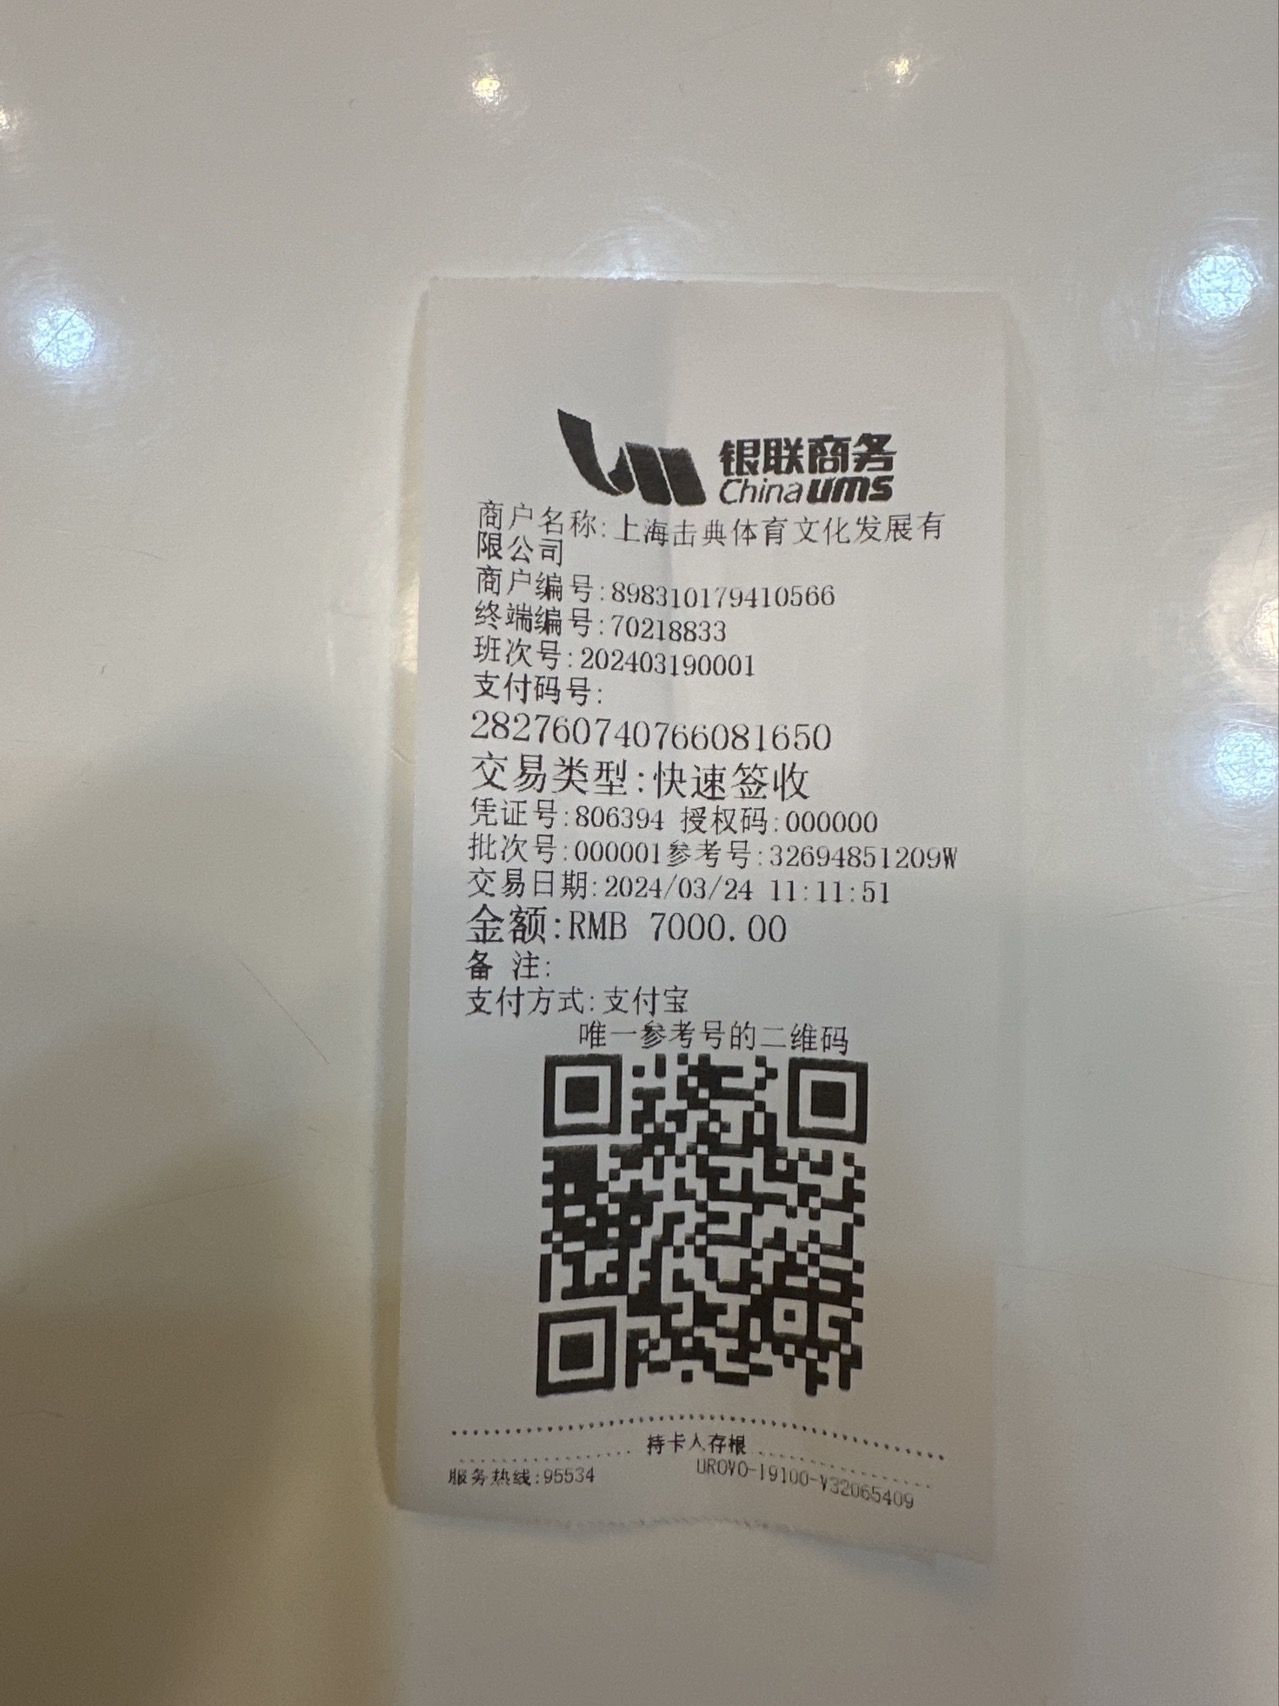 银联商务
China ums
商户名称:上海击典体育文化发展有
限公司
商户编号:898310179410566
终端编号:70218833
班次号:202403190001
支付码号:
282760740766081650
交易类型:快速签收
凭证号:806394 授权码:000000
批次号:000001参考号:32694851209W
交易日期:2024/03/24 11:11:51
金额:RMB 7000.00
备 注:
支付方式:支付宝
唯一参考号的二维码
持卡人存根
服务热线:95534 UROVO-I9100-V32065409